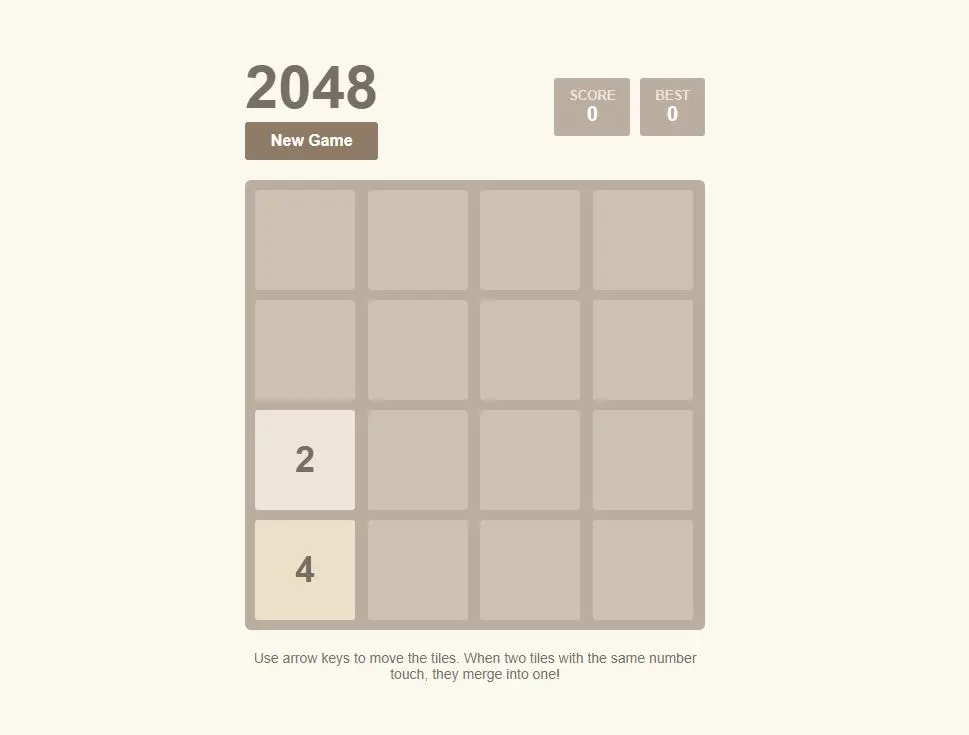 2048
New Game
SCORE
0
BEST
0
2
4
Use arrow keys to move the tiles. When two tiles with the same number
touch, they merge into one!